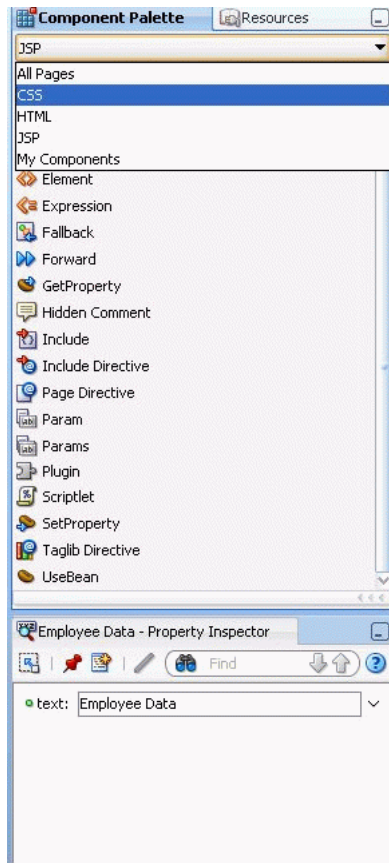 Component Palette Resources
JSP
All Pages
CSS
HTML
JSP
My Components
Element
Expression
Fallback
Forward
GetProperty
Hidden Comment
Include
Include Directive
Page Directive
Param
Params
Plugin
Scriptlet
SetProperty
Taglib Directive
UseBean
Employee Data - Property Inspector
Find
text: Employee Data